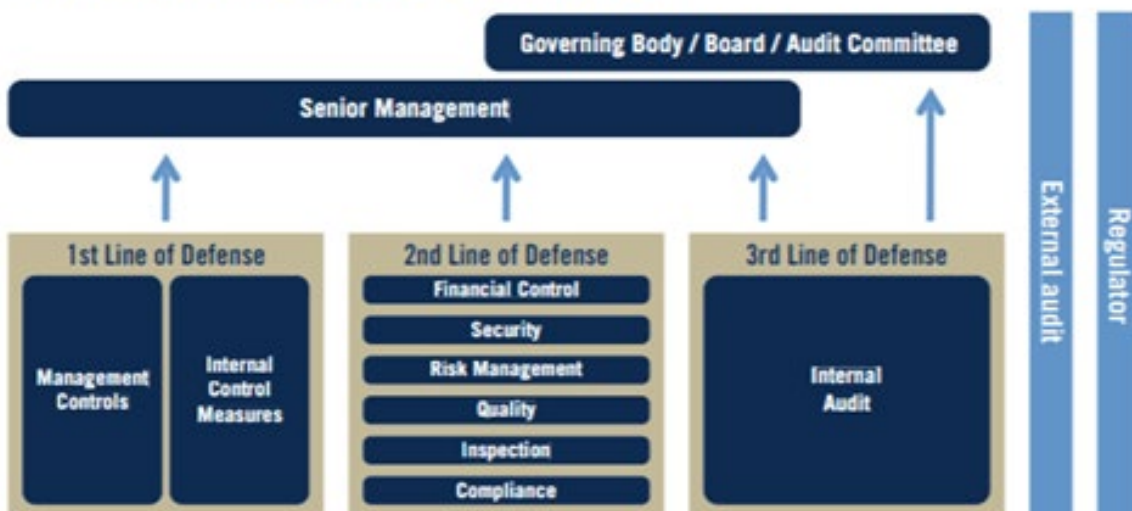 Governing Body / Board / Audit Committee
Senior Management
1st Line of Defense
Management
Controls
Internal
Control
Measures
2nd Line of Defense
Financial Control
Security
Risk Management
Quality
Inspection
Compliance
3rd Line of Defense
Internal
Audit
External audit
Regulator